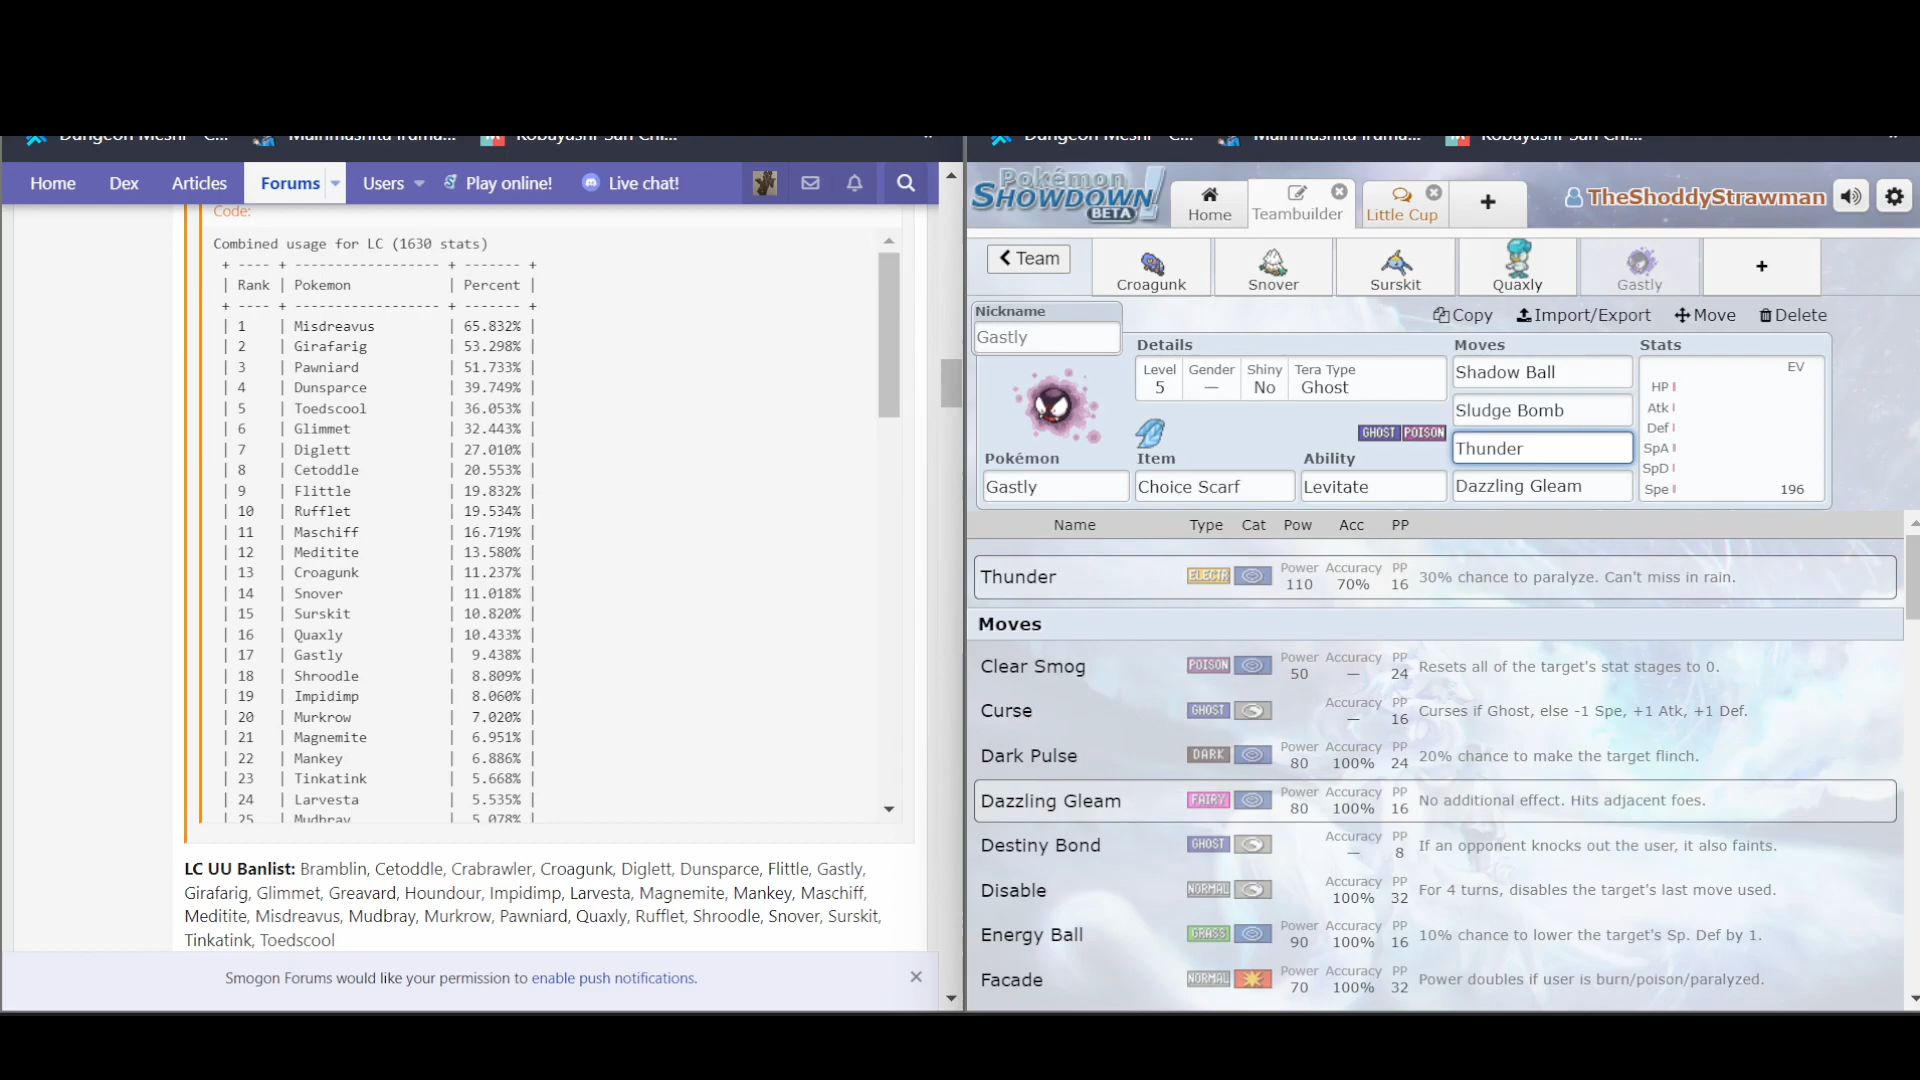 Dungeon Meshi - C...
Mairimashita Iruma...
Kobayashi-San Chi...
Home Dex Articles Forums Users Play online! Live chat!
Code:
Combined usage for LC (1630 stats)
+ ---- + ------------------ + ------- +
| Rank | Pokemon | Percent |
+ ---- + ------------------ + ------- +
| 1 | Misdreavus | 65.832% |
| 2 | Girafarig | 53.298% |
| 3 | Pawniard | 51.733% |
| 4 | Dunsparce | 39.749% |
| 5 | Toedscool | 36.053% |
| 6 | Glimmet | 32.443% |
| 7 | Diglett | 27.010% |
| 8 | Cetoddle | 20.553% |
| 9 | Flittle | 19.832% |
| 10 | Rufflet | 19.534% |
| 11 | Maschiff | 16.719% |
| 12 | Meditite | 13.580% |
| 13 | Croagunk | 11.237% |
| 14 | Snover | 11.018% |
| 15 | Surskit | 10.820% |
| 16 | Quaxly | 10.433% |
| 17 | Gastly | 9.438% |
| 18 | Shroodle | 8.809% |
| 19 | Impidimp | 8.060% |
| 20 | Murkrow | 7.020% |
| 21 | Magnemite | 6.951% |
| 22 | Mankey | 6.886% |
| 23 | Tinkatink | 5.668% |
| 24 | Larvesta | 5.535% |
| 25 | Mudbray | 5.078% |
LC UU Banlist: Bramblin, Cetoddle, Crabrawler, Croagunk, Diglett, Dunsparce, Flittle, Gastly,
Girafarig, Glimmet, Greavard, Houndour, Impidimp, Larvesta, Magnemite, Mankey, Maschiff,
Meditite, Misdreavus, Mudbray, Murkrow, Pawniard, Quaxly, Rufflet, Shroodle, Snover, Surskit,
Tinkatink, Toedscool
Smogon Forums would like your permission to enable push notifications.
Dungeon Meshi - C...
Mairimashita Iruma...
Kobayashi-San Chi...
Pokémon
SHOWDOWN!
BETA
Home
Teambuilder
Little Cup
+
TheShoddyStrawman
Team
Croagunk
Snover
Surskit
Quaxly
Gastly
+
Copy Import/Export Move Delete
Nickname
Gastly
Pokémon
Gastly
Details
Level Gender Shiny Tera Type
5 — No Ghost
GHOST POISON
Item
Choice Scarf
Ability
Levitate
Moves
Shadow Ball
Sludge Bomb
Thunder
Dazzling Gleam
Stats
EV
HP
Atk
Def
SpA
SpD
Spe 196
Name Type Cat Pow Acc PP
Thunder ELECTR Power 110 Accuracy 70% PP 16 30% chance to paralyze. Can't miss in rain.
Moves
Clear Smog POISON Power 50 Accuracy — PP 24 Resets all of the target's stat stages to 0.
Curse GHOST Accuracy — PP 16 Curses if Ghost, else -1 Spe, +1 Atk, +1 Def.
Dark Pulse DARK Power 80 Accuracy 100% PP 24 20% chance to make the target flinch.
Dazzling Gleam FAIRY Power 80 Accuracy 100% PP 16 No additional effect. Hits adjacent foes.
Destiny Bond GHOST Accuracy — PP 8 If an opponent knocks out the user, it also faints.
Disable NORMAL Accuracy 100% PP 32 For 4 turns, disables the target's last move used.
Energy Ball GRASS Power 90 Accuracy 100% PP 16 10% chance to lower the target's Sp. Def by 1.
Facade NORMAL Power 70 Accuracy 100% PP 32 Power doubles if user is burn/poison/paralyzed.